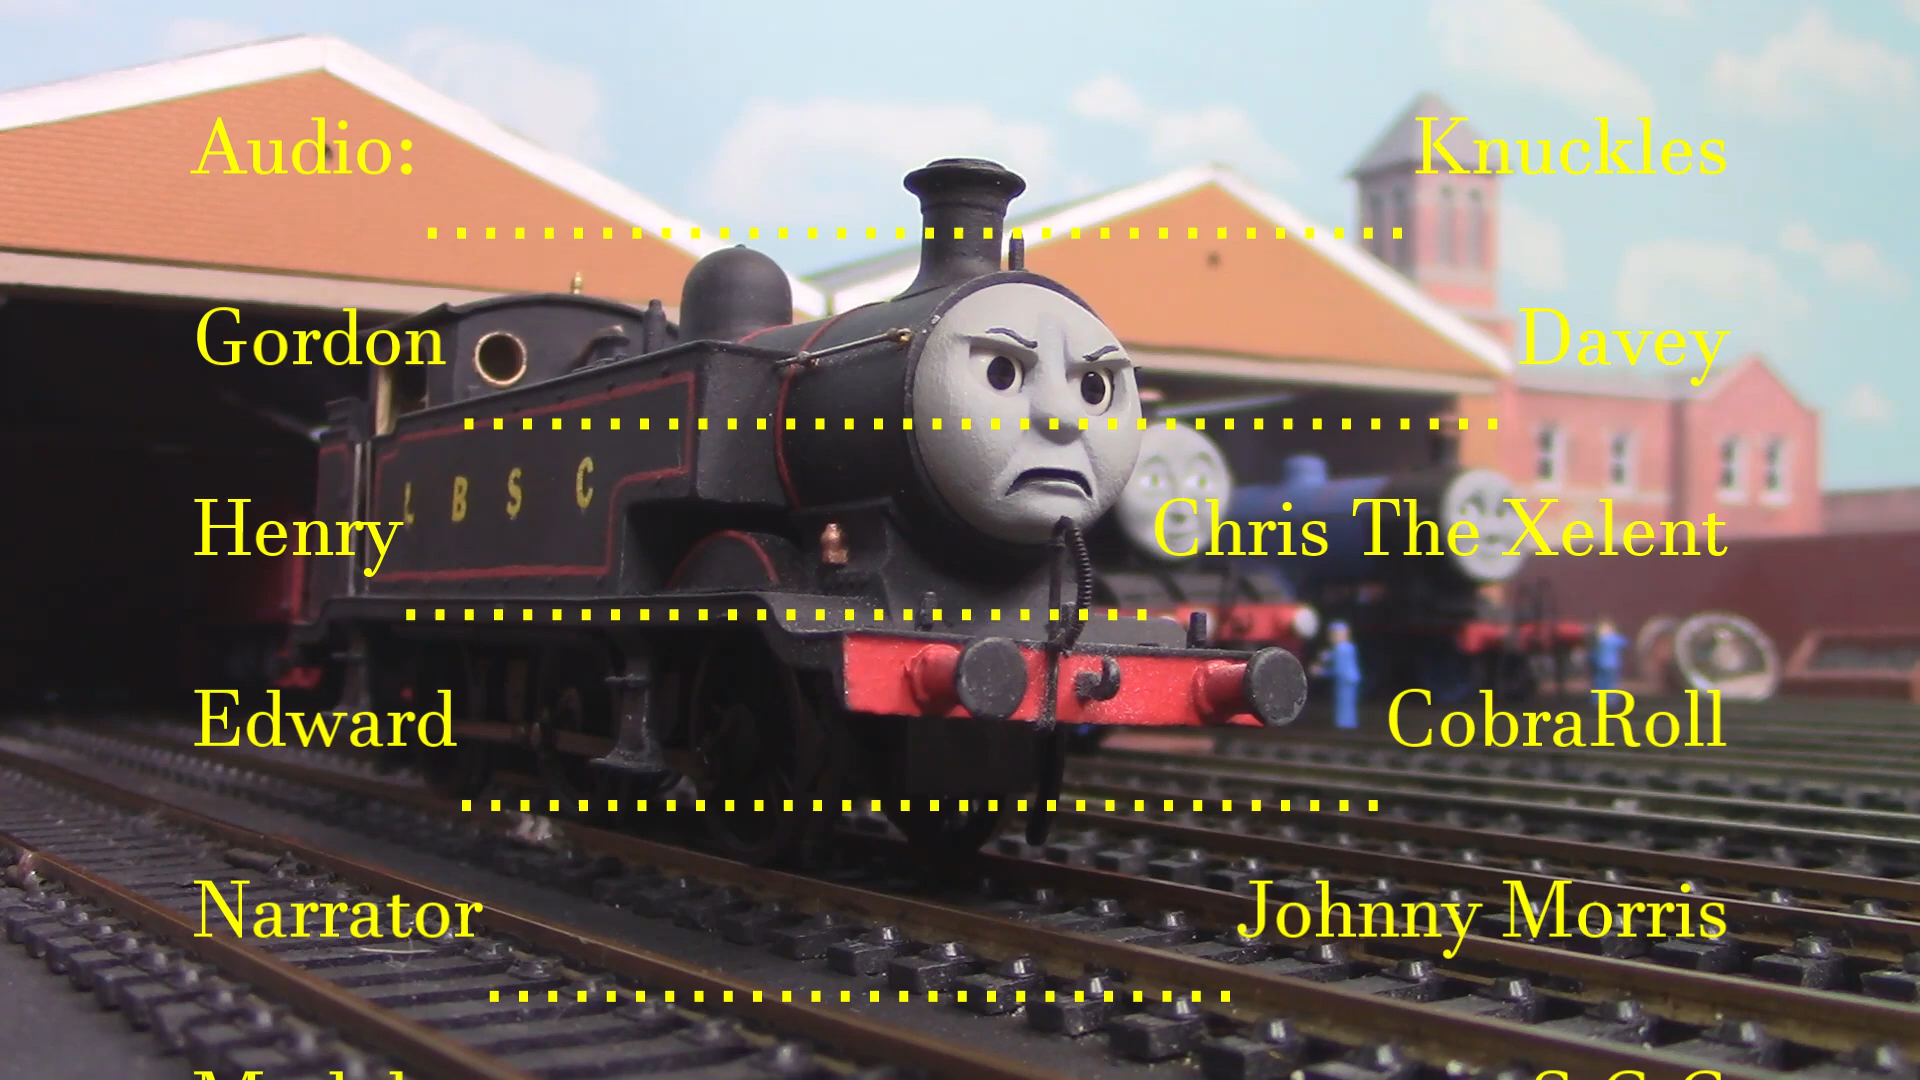 Audio: Knuckles
Gordon Davey
L B S C
Henry Chris The Xelent
Edward CobraRoll
Narrator Johnny Morris